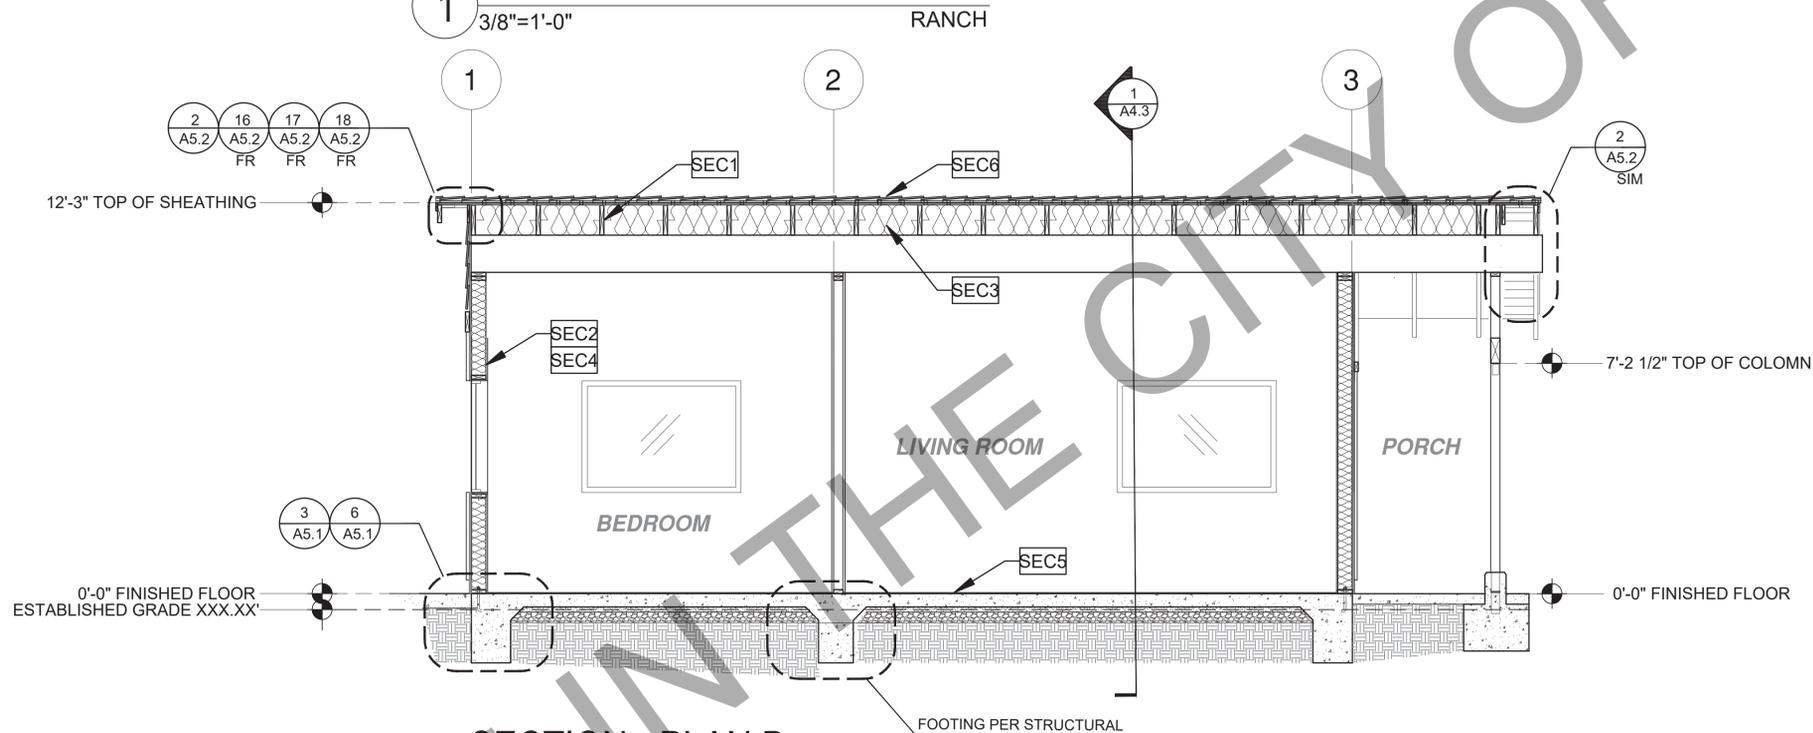 1
3/8"=1'-0"
RANCH
1
2
3
1
A4.3
2
A5.2
16
A5.2
FR
17
A5.2
FR
18
A5.2
FR
2
A5.2
SIM
SEC1
SEC6
12'-3" TOP OF SHEATHING
SEC3
SEC2
SEC4
7'-2 1/2" TOP OF COLOMN
LIVING ROOM
PORCH
BEDROOM
3
A5.1
6
A5.1
SEC5
0'-0" FINISHED FLOOR
ESTABLISHED GRADE XXX.XX'
0'-0" FINISHED FLOOR
FOOTING PER STRUCTURAL
IN THE CITY OF